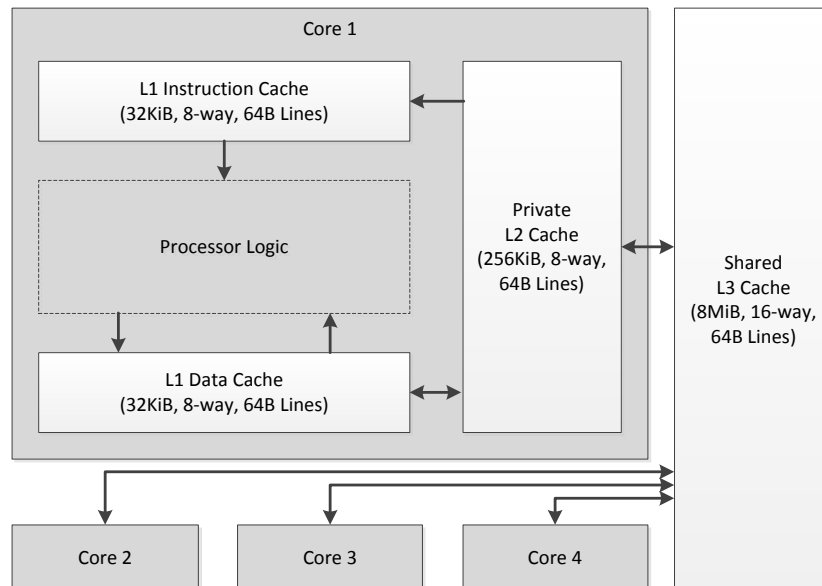 Core 1
L1 Instruction Cache
(32KiB, 8-way, 64B Lines)
Processor Logic
L1 Data Cache
(32KiB, 8-way, 64B Lines)
Private
L2 Cache
(256KiB, 8-way,
64B Lines)
Shared
L3 Cache
(8MiB, 16-way,
64B Lines)
Core 2
Core 3
Core 4